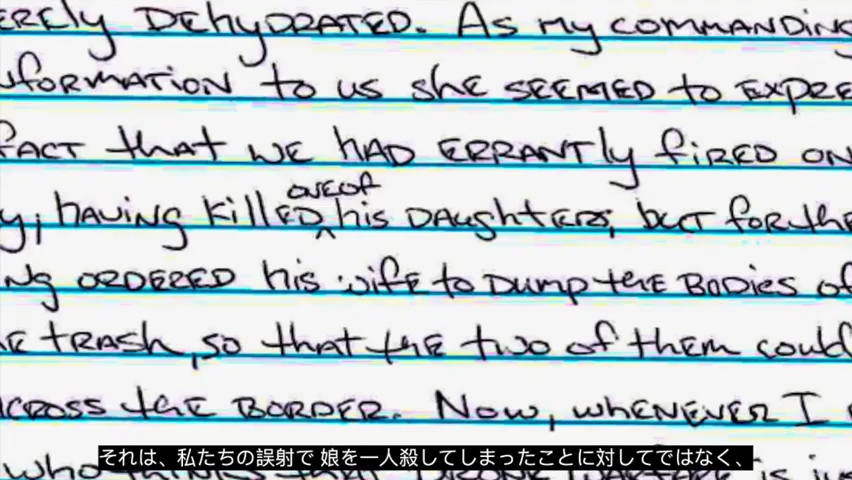 ERELY DEHYDRATED. AS MY COMMANDING
NFORMATION TO US SHE SEEMED TO EXPRE
FACT THAT WE HAD ERRANTLY FIRED ON
ONE OF
Y, HAVING KILLED ^ HIS DAUGHTERS, BUT FOR THE
NG ORDERED HIS WIFE TO DUMP THE BODIES OF
E TRASH, SO THAT THE TWO OF THEM COULD
ACROSS THE BORDER. NOW, WHENEVER I
それは、私たちの誤射で 娘を一人殺してしまったことに対してではなく、